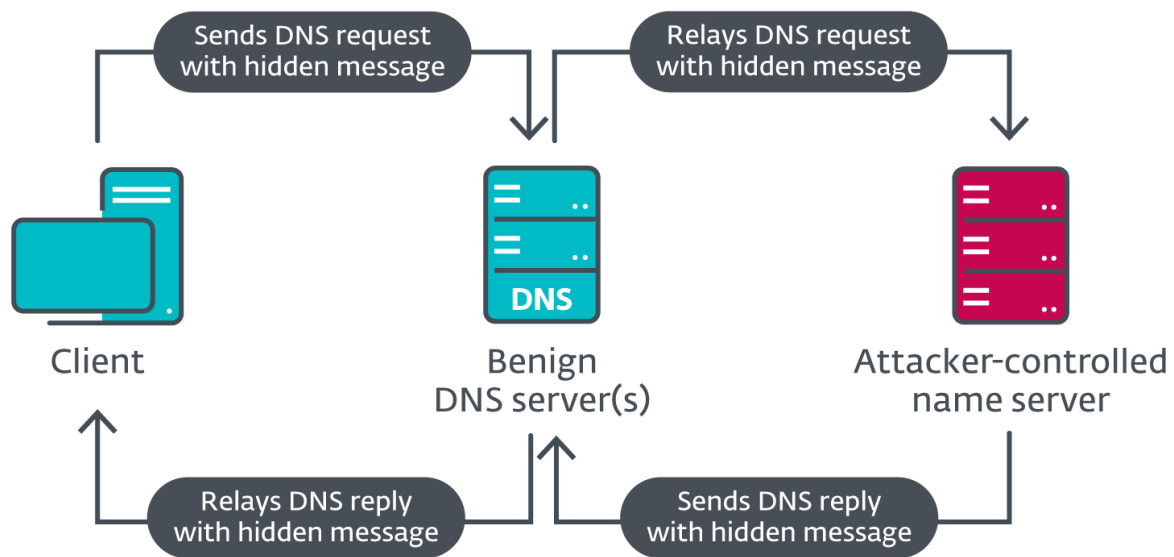 Sends DNS request
with hidden message
Relays DNS request
with hidden message
DNS
Client
Benign
DNS server(s)
Attacker-controlled
name server
Relays DNS reply
with hidden message
Sends DNS reply
with hidden message